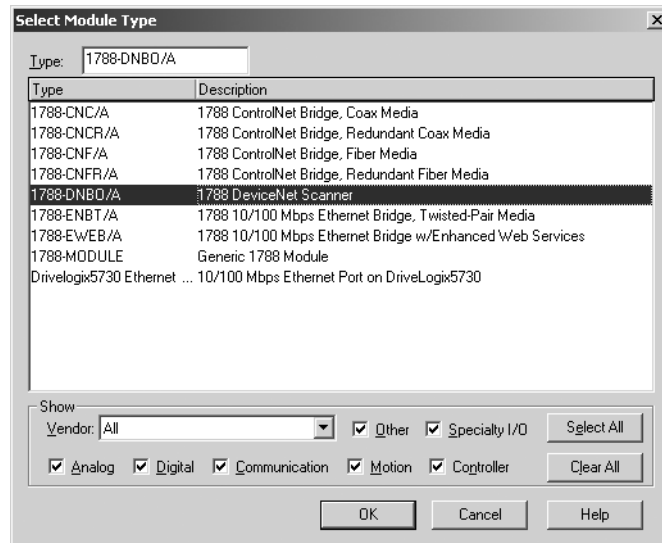 Select Module Type
Type: 1788-DNBO/A
Type Description
1788-CNC/A 1788 ControlNet Bridge, Coax Media
1788-CNCR/A 1788 ControlNet Bridge, Redundant Coax Media
1788-CNF/A 1788 ControlNet Bridge, Fiber Media
1788-CNFR/A 1788 ControlNet Bridge, Redundant Fiber Media
1788-DNBO/A 1788 DeviceNet Scanner
1788-ENBT/A 1788 10/100 Mbps Ethernet Bridge, Twisted-Pair Media
1788-EWEB/A 1788 10/100 Mbps Ethernet Bridge w/Enhanced Web Services
1788-MODULE Generic 1788 Module
Drivelogix5730 Ethernet ... 10/100 Mbps Ethernet Port on DriveLogix5730
Show
Vendor: All Other Specialty I/O Select All
Analog Digital Communication Motion Controller Clear All
OK Cancel Help